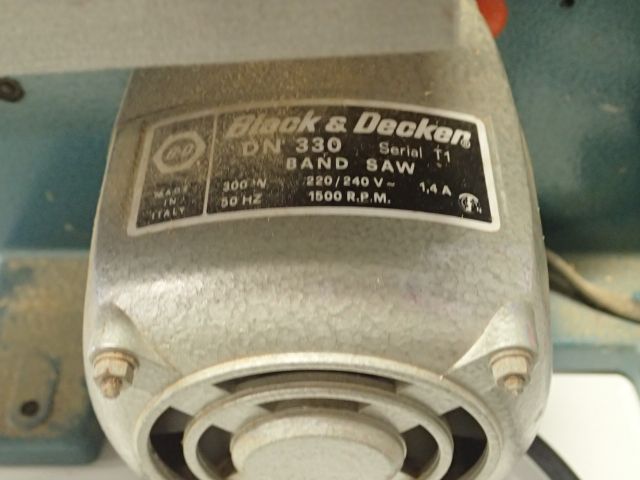 Black & Decker
DN 330 Serial T1
BAND SAW
300 W 220/240 V~ 1,4 A
50 HZ 1500 R.P.M.
MADE
IN
ITALY